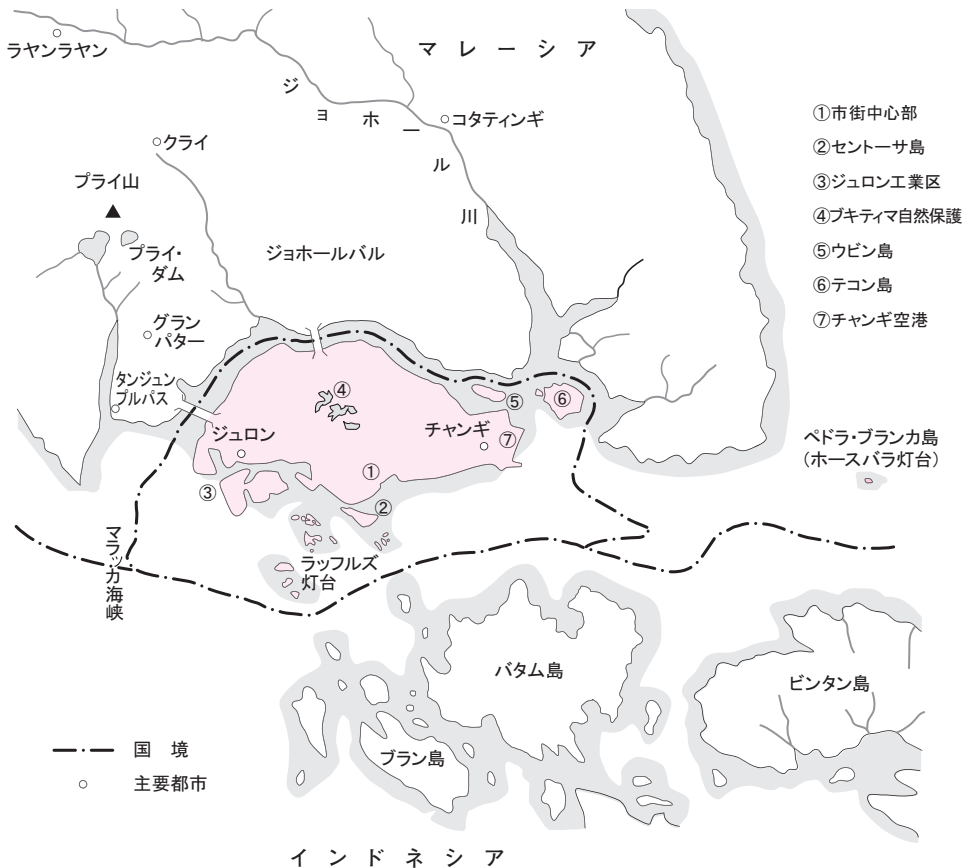 マレーシア
ラヤンラヤン
ジョホール川
コタティンギ
クライ
プライ山
プライ・
ダム
ジョホールバル
グラン
パター
タンジュン
プルパス
①市街中心部
②セントーサ島
③ジュロン工業区
④ブキティマ自然保護
⑤ウビン島
⑥テコン島
⑦チャンギ空港
④
⑤
⑥
ジュロン
チャンギ
⑦
①
③
②
ペドラ・ブランカ島
(ホースバラ灯台)
マラッカ海峡
ラッフルズ
灯台
バタム島
ビンタン島
ブラン島
国 境
主要都市
インドネシア